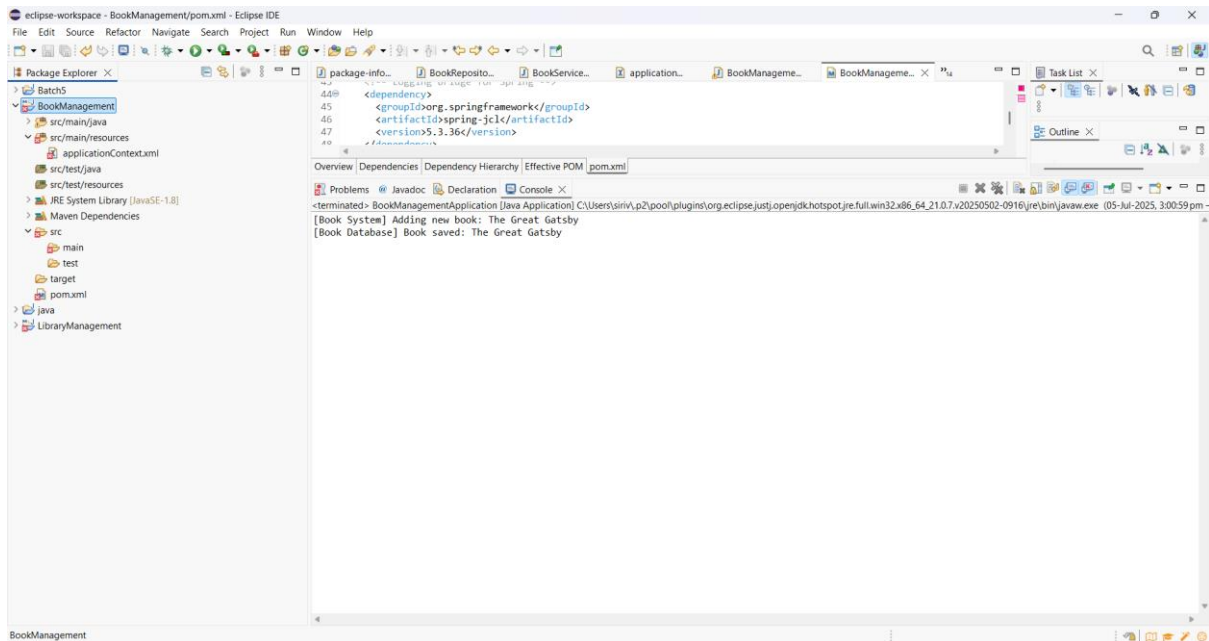 eclipse-workspace - BookManagement/pom.xml - Eclipse IDE
File Edit Source Refactor Navigate Search Project Run Window Help
Package Explorer
Batch5
BookManagement
src/main/java
src/main/resources
applicationContext.xml
src/test/java
src/test/resources
JRE System Library [JavaSE-1.8]
Maven Dependencies
src
main
test
target
pom.xml
java
LibraryManagement
package-info... BookReposito... BookService... application... BookManageme... BookManageme...
44 <dependency>
45 <groupId>org.springframework</groupId>
46 <artifactId>spring-jcl</artifactId>
47 <version>5.3.36</version>
Overview Dependencies Dependency Hierarchy Effective POM pom.xml
Problems @ Javadoc Declaration Console
<terminated> BookManagementApplication [Java Application] C:\Users\siriv\.p2\pool\plugins\org.eclipse.justj.openjdk.hotspot.jre.full.win32.x86_64_21.0.7.v20250502-0916\jre\bin\javaw.exe (05-Jul-2025, 3:00:59 pm –
[Book System] Adding new book: The Great Gatsby
[Book Database] Book saved: The Great Gatsby
Task List
Outline
BookManagement